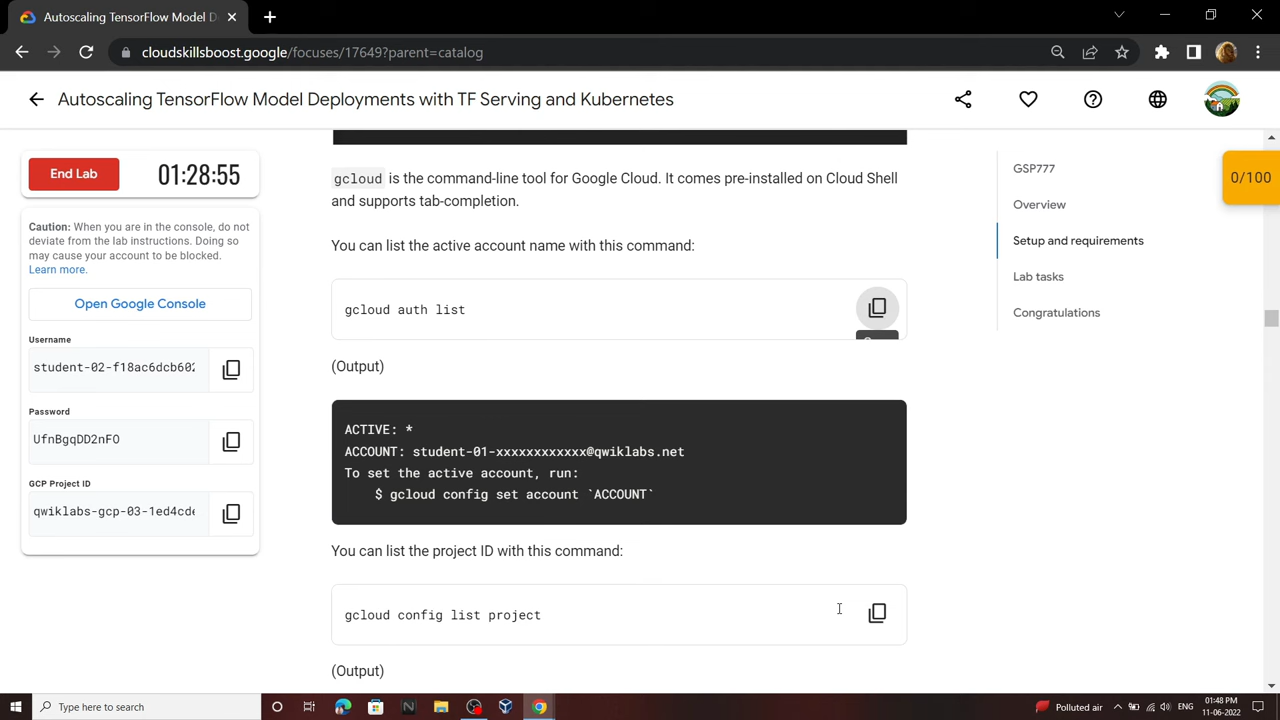 Autoscaling TensorFlow Model D
cloudskillsboost.google/focuses/17649?parent=catalog
Autoscaling TensorFlow Model Deployments with TF Serving and Kubernetes
End Lab
01:28:55
Caution: When you are in the console, do not
deviate from the lab instructions. Doing so
may cause your account to be blocked.
Learn more.
Open Google Console
Username
student-02-f18ac6dcb602
Password
UfnBgqDD2nFO
GCP Project ID
qwiklabs-gcp-03-1ed4cde
gcloud is the command-line tool for Google Cloud. It comes pre-installed on Cloud Shell
and supports tab-completion.
You can list the active account name with this command:
gcloud auth list
(Output)
ACTIVE: *
ACCOUNT: student-01-xxxxxxxxxxxx@qwiklabs.net
To set the active account, run:
$ gcloud config set account `ACCOUNT`
You can list the project ID with this command:
gcloud config list project
(Output)
GSP777
Overview
Setup and requirements
Lab tasks
Congratulations
0/100
Type here to search
Polluted air
01:48 PM
11-06-2022